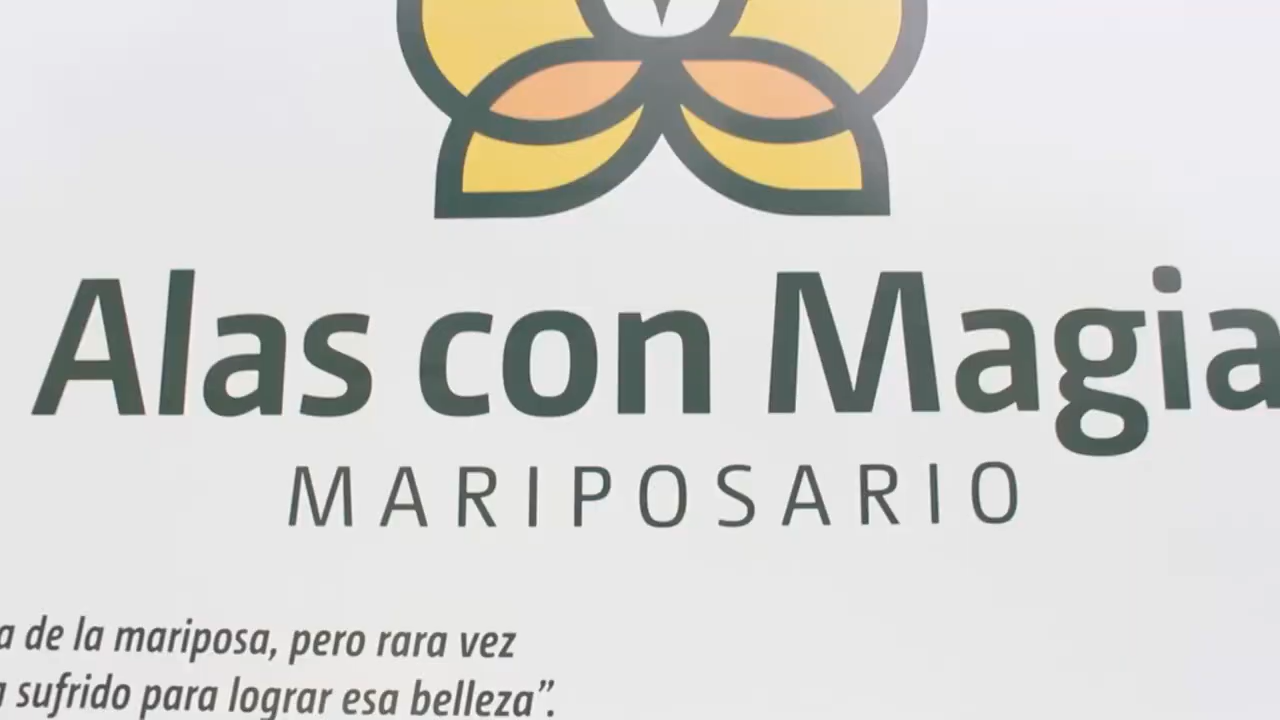 Alas con Magia
MARIPOSARIO
de la mariposa, pero rara vez
sufrido para lograr esa belleza”.